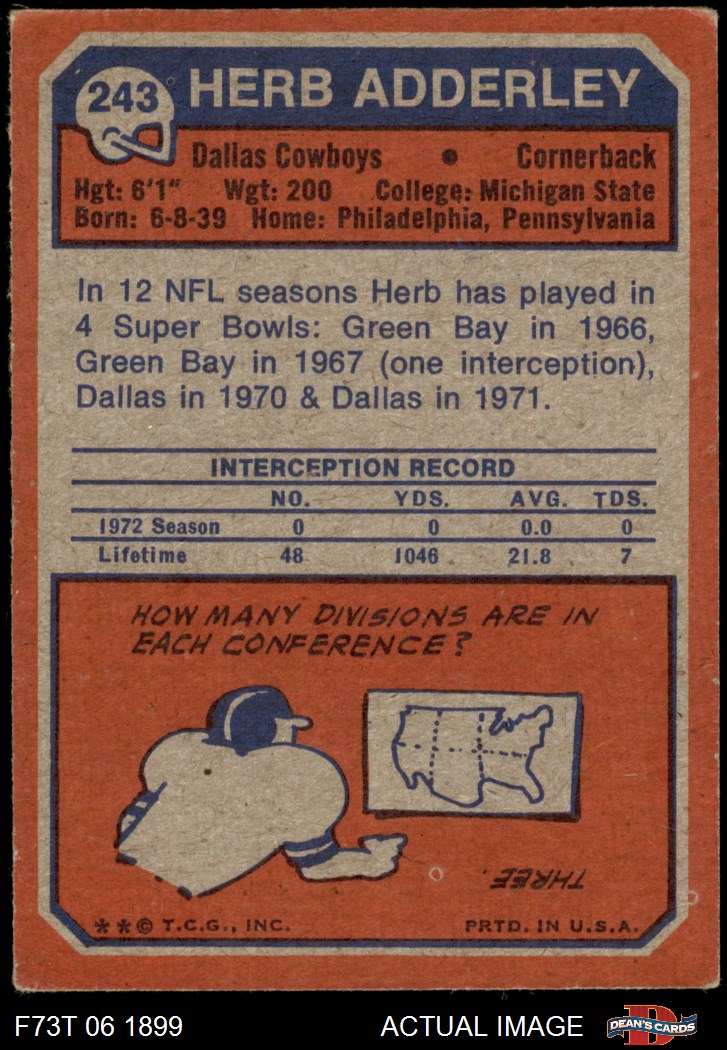 243
HERB ADDERLEY
Dallas Cowboys • Cornerback
Hgt: 6'1" Wgt: 200 College: Michigan State
Born: 6-8-39 Home: Philadelphia, Pennsylvania
In 12 NFL seasons Herb has played in
4 Super Bowls: Green Bay in 1966,
Green Bay in 1967 (one interception),
Dallas in 1970 & Dallas in 1971.
INTERCEPTION RECORD
NO. YDS. AVG. TDS.
1972 Season 0 0 0.0 0
Lifetime 48 1046 21.8 7
HOW MANY DIVISIONS ARE IN
EACH CONFERENCE?
THREE
**© T.C.G., INC. PRTD. IN U.S.A.
F73T 06 1899 ACTUAL IMAGE D DEAN'S CARDS